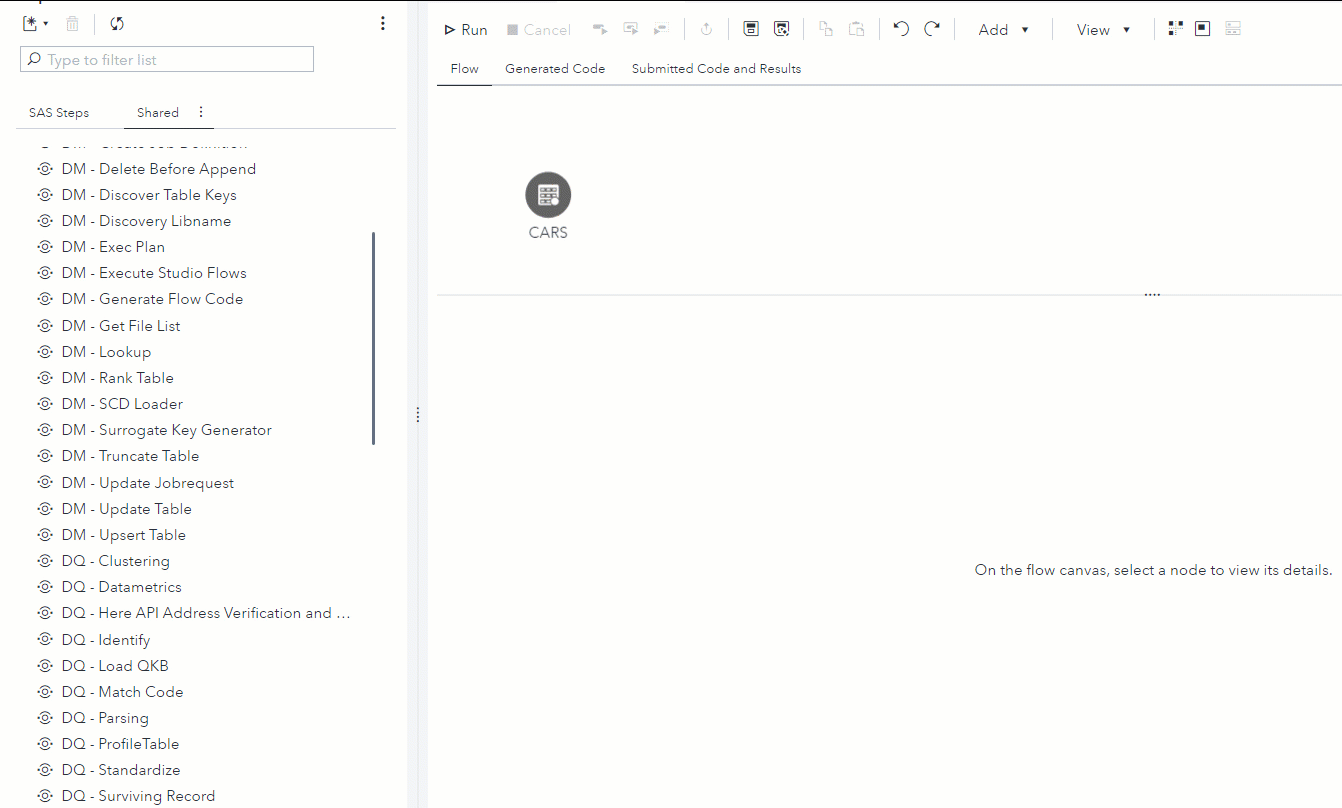 Type to filter list
SAS Steps
Shared
DM - Create Job Definition
DM - Delete Before Append
DM - Discover Table Keys
DM - Discovery Libname
DM - Exec Plan
DM - Execute Studio Flows
DM - Generate Flow Code
DM - Get File List
DM - Lookup
DM - Rank Table
DM - SCD Loader
DM - Surrogate Key Generator
DM - Truncate Table
DM - Update Jobrequest
DM - Update Table
DM - Upsert Table
DQ - Clustering
DQ - Datametrics
DQ - Here API Address Verification and ...
DQ - Identify
DQ - Load QKB
DQ - Match Code
DQ - Parsing
DQ - ProfileTable
DQ - Standardize
DQ - Surviving Record
Run Cancel Add View
Flow Generated Code Submitted Code and Results
CARS
On the flow canvas, select a node to view its details.